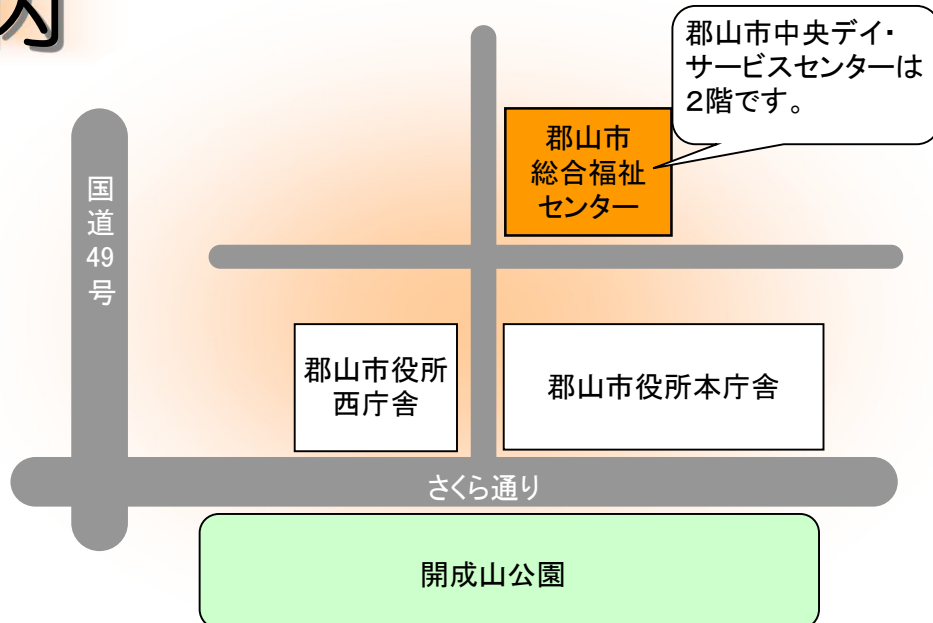 内
郡山市中央デイ・
サービスセンターは
２階です。
郡山市
総合福祉
センター
国
道
49
号
郡山市役所
西庁舎
郡山市役所本庁舎
さくら通り
開成山公園